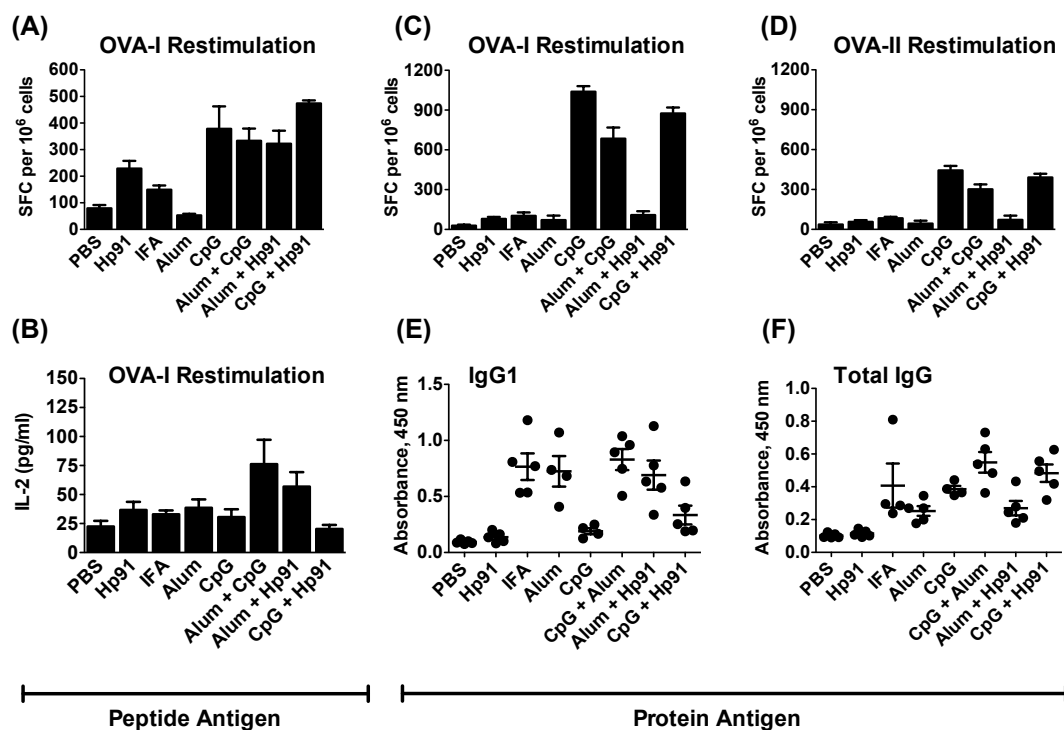 (A)
OVA-I Restimulation
SFC per 10^6 cells
600
500
400
300
200
100
0
PBS
Hp91
IFA
Alum
CpG
Alum + CpG
Alum + Hp91
CpG + Hp91
(C)
OVA-I Restimulation
SFC per 10^6 cells
1200
900
600
300
0
PBS
Hp91
IFA
Alum
CpG
Alum + CpG
Alum + Hp91
CpG + Hp91
(D)
OVA-II Restimulation
SFC per 10^6 cells
1200
900
600
300
0
PBS
Hp91
IFA
Alum
CpG
Alum + CpG
Alum + Hp91
CpG + Hp91
(B)
OVA-I Restimulation
IL-2 (pg/ml)
150
125
100
75
50
25
0
PBS
Hp91
IFA
Alum
CpG
Alum + CpG
Alum + Hp91
CpG + Hp91
(E)
IgG1
Absorbance, 450 nm
1.5
1.0
0.5
0.0
PBS
Hp91
IFA
Alum
CpG
CpG + Alum
Alum + Hp91
CpG + Hp91
(F)
Total IgG
Absorbance, 450 nm
1.0
0.8
0.6
0.4
0.2
0.0
PBS
Hp91
IFA
Alum
CpG
CpG + Alum
Alum + Hp91
CpG + Hp91
Peptide Antigen
Protein Antigen